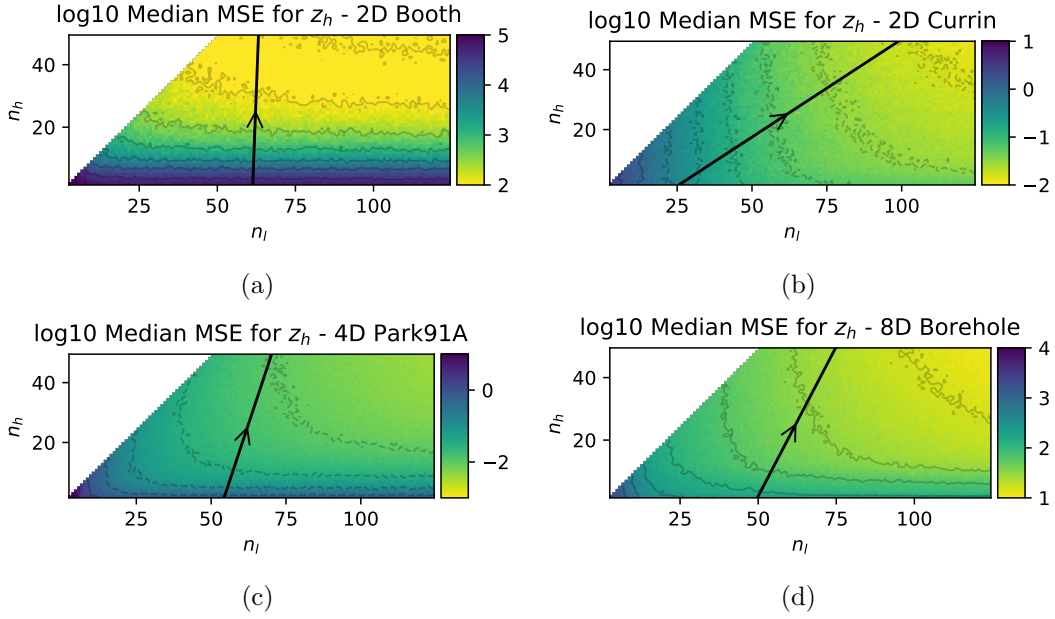 log10 Median MSE for z_h - 2D Booth
n_h
40
20
25 50 75 100
n_l
5
4
3
2
(a)
log10 Median MSE for z_h - 2D Currin
n_h
40
20
25 50 75 100
n_l
1
0
−1
−2
(b)
log10 Median MSE for z_h - 4D Park91A
n_h
40
20
25 50 75 100
n_l
0
−2
(c)
log10 Median MSE for z_h - 8D Borehole
n_h
40
20
25 50 75 100
n_l
4
3
2
1
(d)